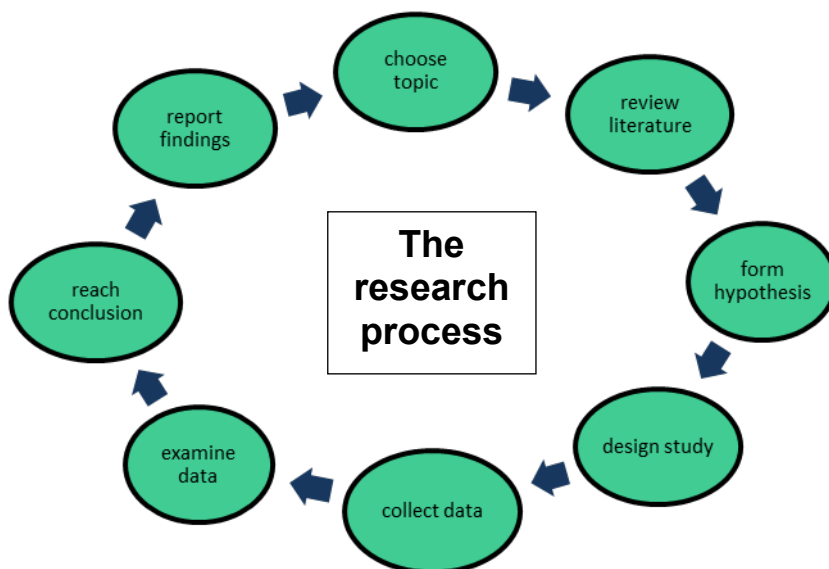 choose
topic
review
literature
form
hypothesis
design study
collect data
examine
data
reach
conclusion
report
findings
The
research
process